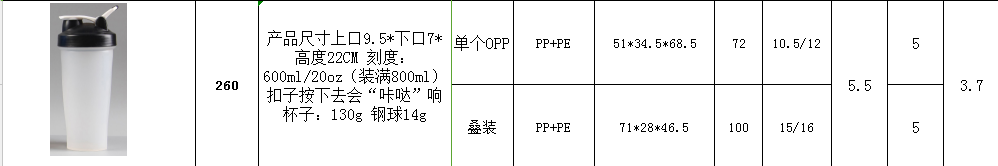 260
产品尺寸上口9.5*下口7*
高度22CM 刻度：
600ml/20oz（装满800ml）
扣子按下去会“咔哒”响
杯子：130g 钢球14g
单个OPP
PP+PE
51*34.5*68.5
72
10.5/12
5
叠装
PP+PE
71*28*46.5
100
15/16
5
5.5
3.7